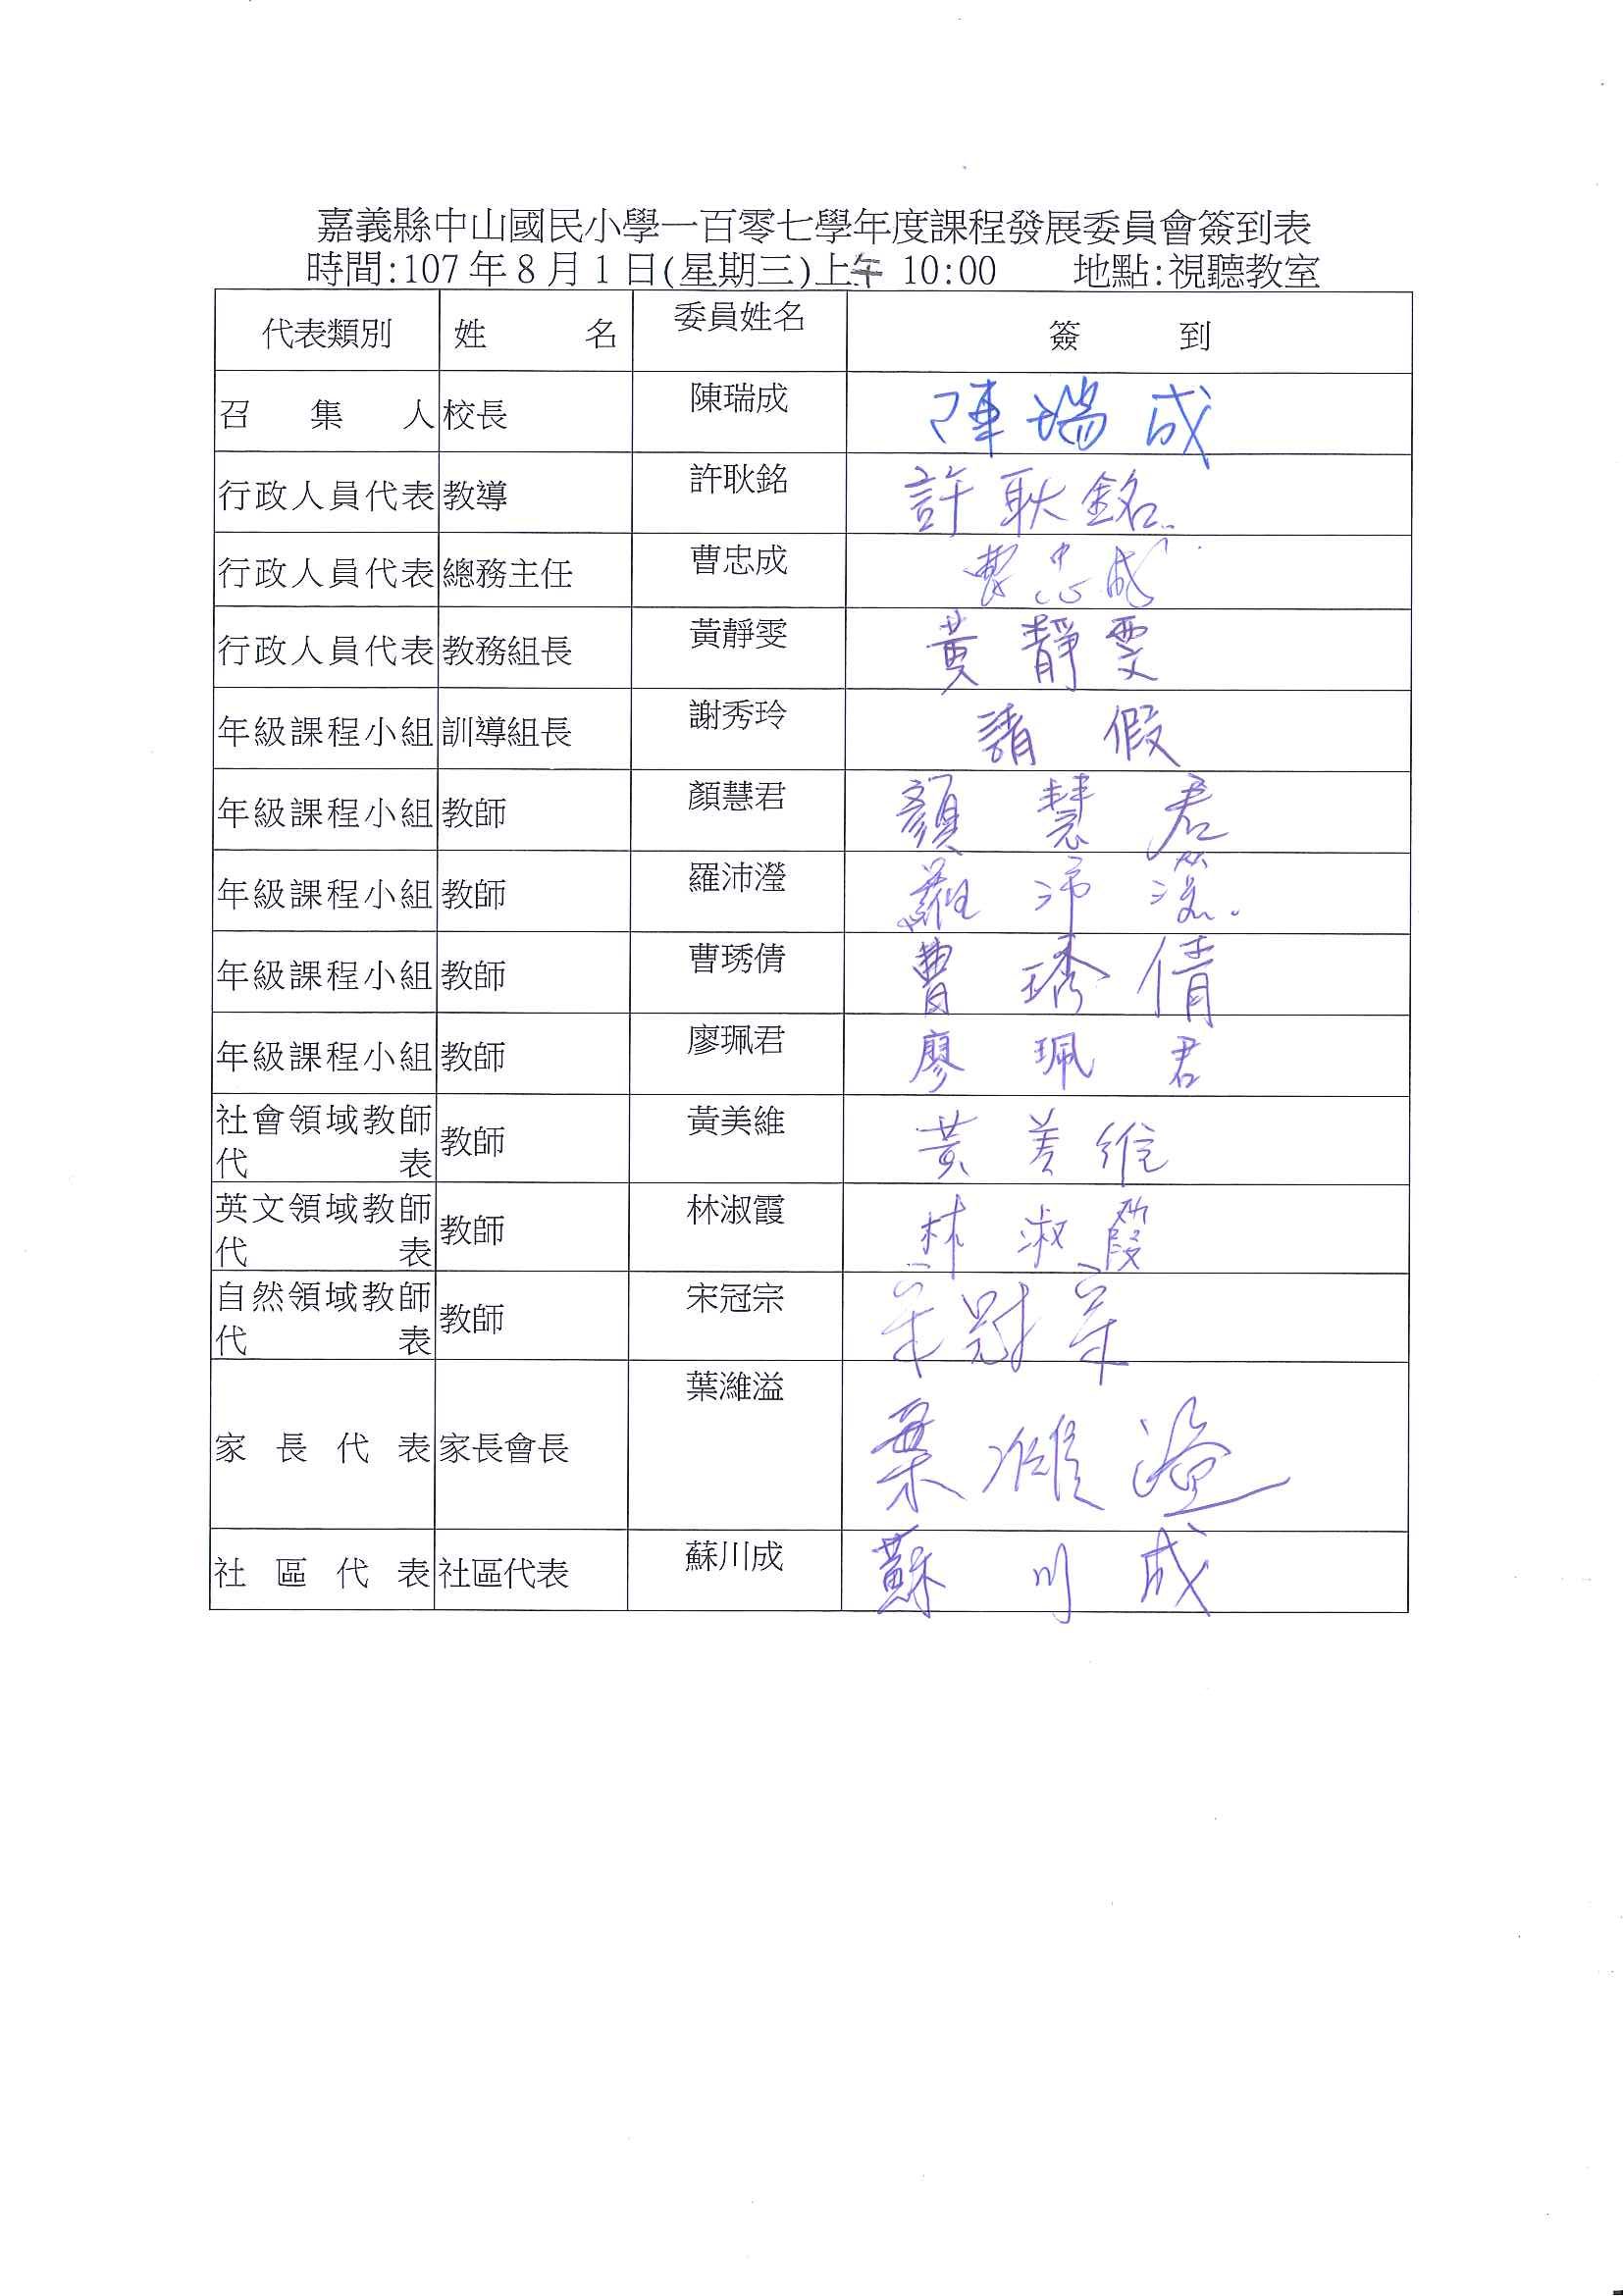 嘉義縣中山國民小學一百零七學年度課程發展委員會簽到表
時間:107年8月1日(星期三)上午 10:00 地點:視聽教室
代表類別 姓名 委員姓名 簽到
召集人 校長 陳瑞成 陳瑞成
行政人員代表 教導 許耿銘 許耿銘
行政人員代表 總務主任 曹忠成 曹忠成
行政人員代表 教務組長 黃靜雯 黃靜雯
年級課程小組 訓導組長 謝秀玲 請假
年級課程小組 教師 顏慧君 顏慧君
年級課程小組 教師 羅沛瀅 羅沛瀅
年級課程小組 教師 曹琇倩 曹琇倩
年級課程小組 教師 廖珮君 廖珮君
社會領域教師
代表 教師 黃美維 黃美維
英文領域教師
代表 教師 林淑霞 林淑霞
自然領域教師
代表 教師 宋冠宗 宋冠宗
家長代表 家長會長 葉濰溢 葉濰溢
社區代表 社區代表 蘇川成 蘇川成